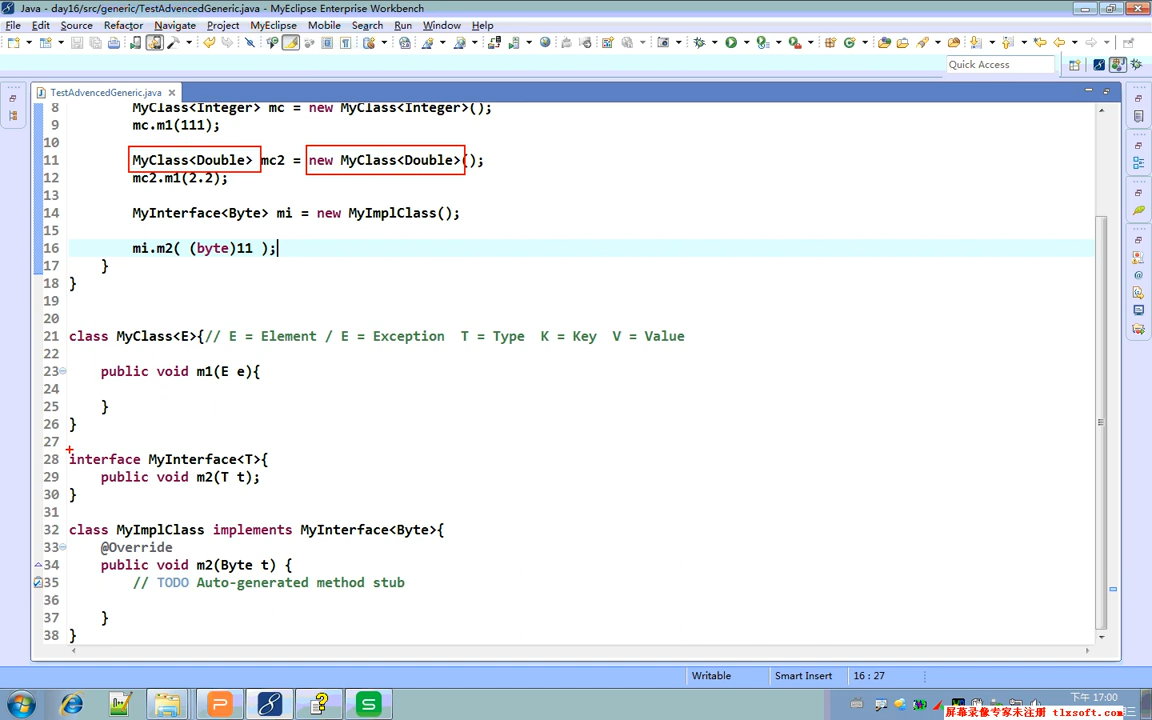 Java - day16/src/generic/TestAdvencedGeneric.java - MyEclipse Enterprise Workbench
File Edit Source Refactor Navigate Project MyEclipse Mobile Search Run Window Help
Quick Access
TestAdvencedGeneric.java
8 MyClass<Integer> mc = new MyClass<Integer>();
9 mc.m1(111);
10
11 MyClass<Double> mc2 = new MyClass<Double>();
12 mc2.m1(2.2);
13
14 MyInterface<Byte> mi = new MyImplClass();
15
16 mi.m2( (byte)11 );
17 }
18 }
19
20
21 class MyClass<E>{// E = Element / E = Exception T = Type K = Key V = Value
22
23 public void m1(E e){
24
25 }
26 }
27
28 interface MyInterface<T>{
29 public void m2(T t);
30 }
31
32 class MyImplClass implements MyInterface<Byte>{
33 @Override
34 public void m2(Byte t) {
35 // TODO Auto-generated method stub
36
37 }
38 }
Writable Smart Insert 16 : 27
下午 17:00
屏幕录像专家未注册 tlxsoft.com